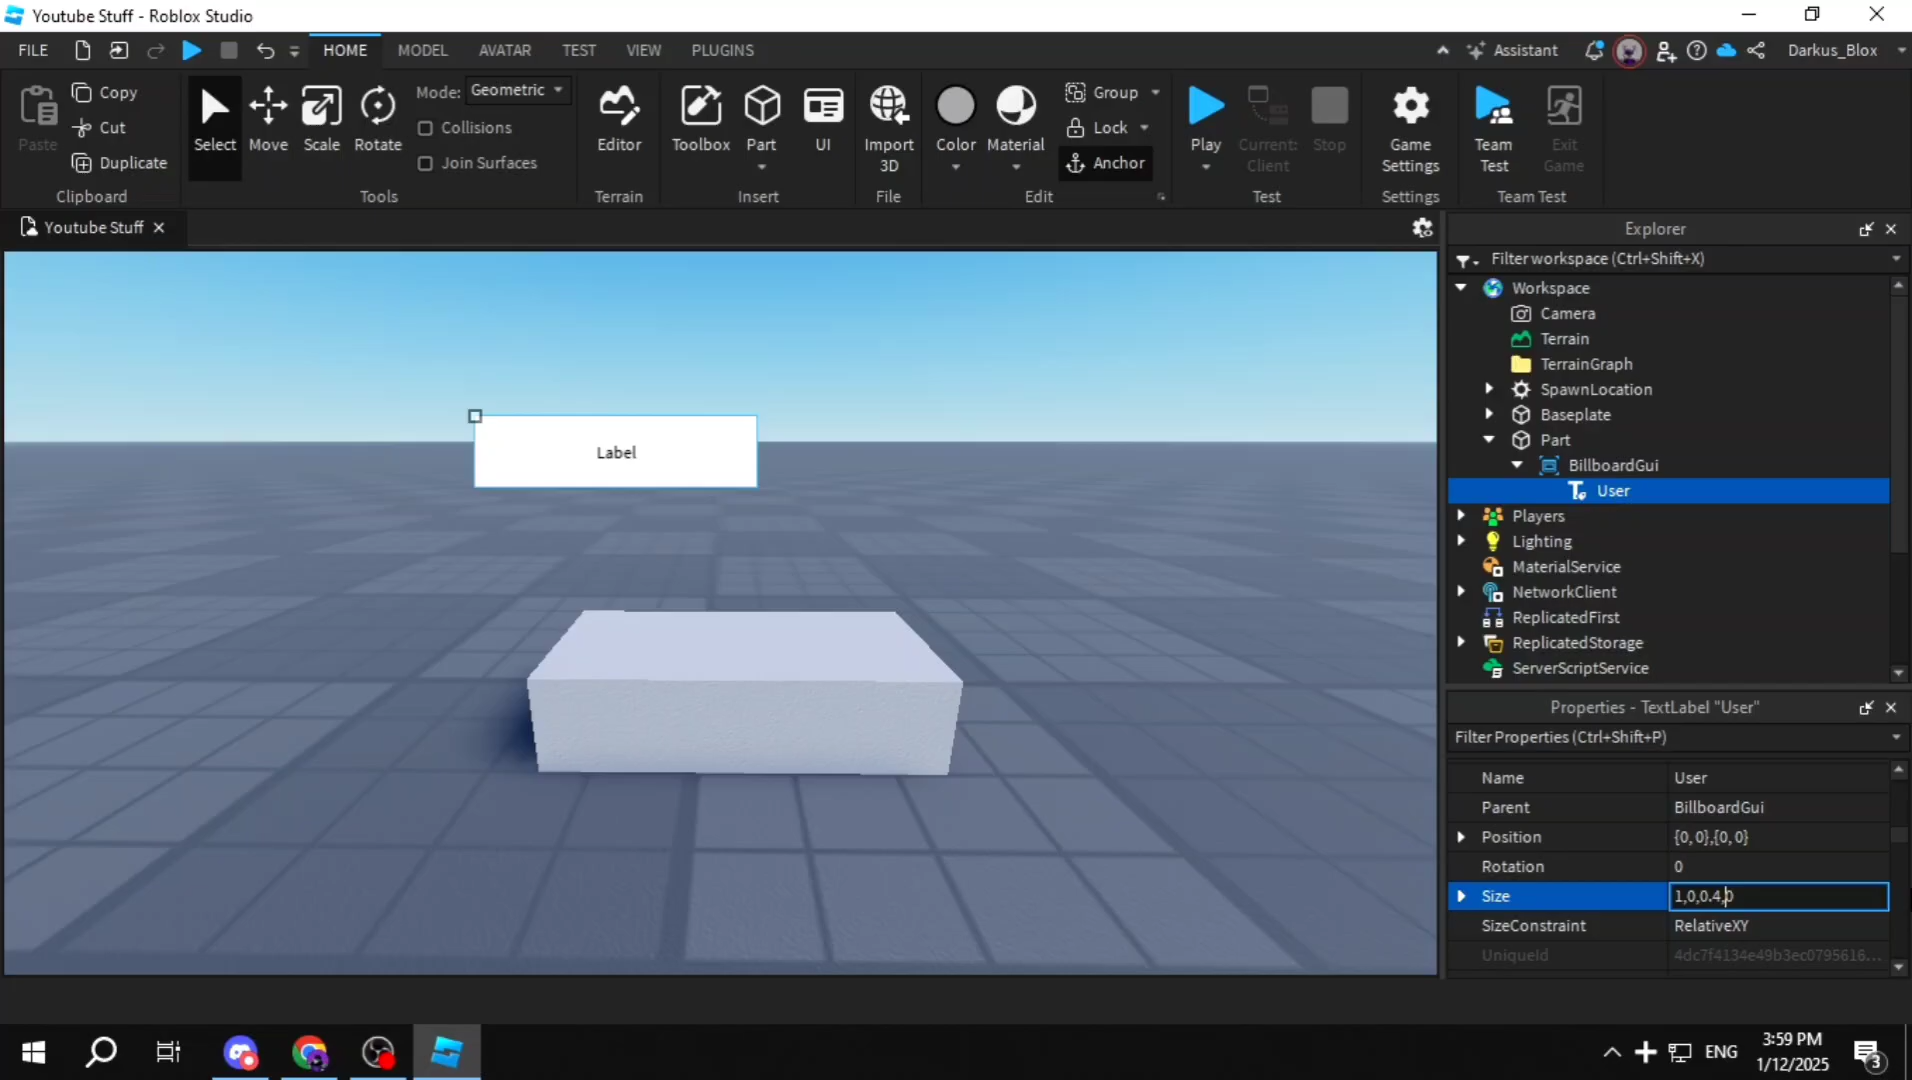 Youtube Stuff - Roblox Studio
FILE HOME MODEL AVATAR TEST VIEW PLUGINS Assistant Darkus_Blox
Paste
Copy
Cut
Duplicate
Clipboard
Select
Move
Scale
Rotate
Mode: Geometric
Collisions
Join Surfaces
Tools
Editor
Terrain
Toolbox
Part
UI
Insert
Import
3D
File
Color
Material
Group
Lock
Anchor
Edit
Play
Current:
Client
Stop
Test
Game
Settings
Settings
Team
Test
Exit
Game
Team Test
Youtube Stuff
Label
Explorer
Filter workspace (Ctrl+Shift+X)
Workspace
Camera
Terrain
TerrainGraph
SpawnLocation
Baseplate
Part
BillboardGui
User
Players
Lighting
MaterialService
NetworkClient
ReplicatedFirst
ReplicatedStorage
ServerScriptService
Properties - TextLabel "User"
Filter Properties (Ctrl+Shift+P)
Name User
Parent BillboardGui
Position {0, 0},{0, 0}
Rotation 0
Size 1,0,0.4,0
SizeConstraint RelativeXY
UniqueId 4dc7f4134e49b3ec0795616...
ENG
3:59 PM
1/12/2025
3